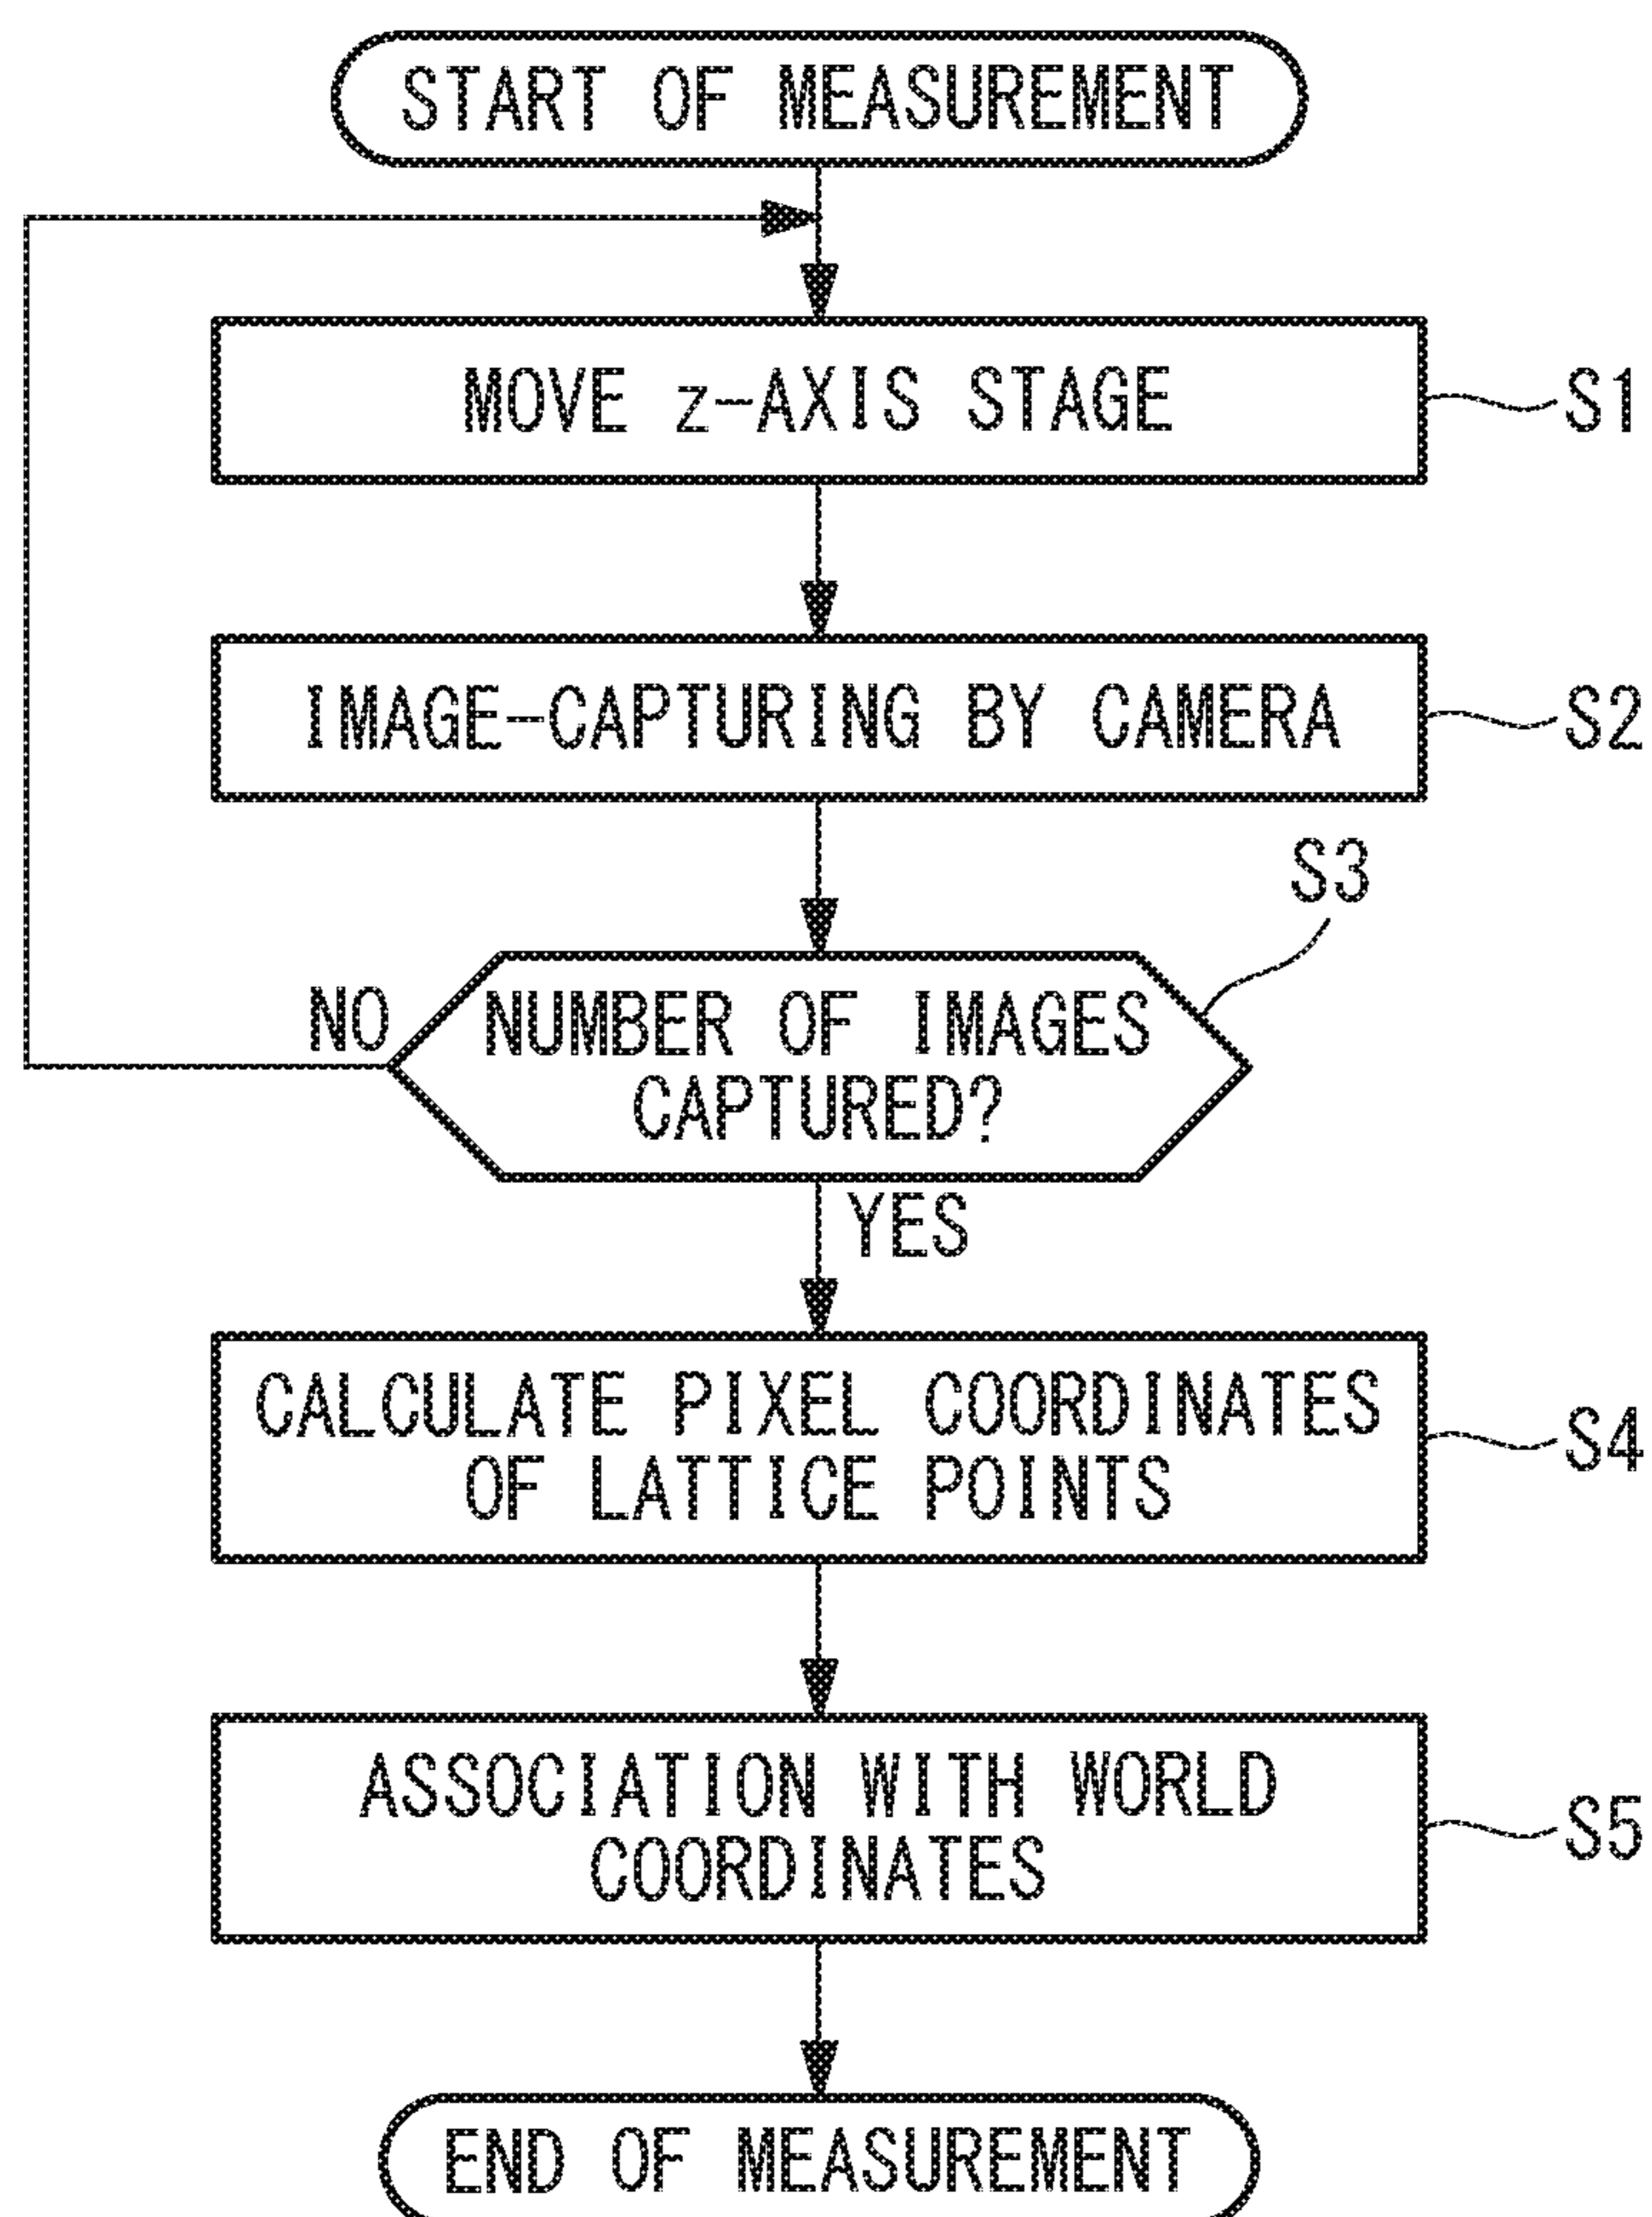 START OF MEASUREMENT
MOVE z-AXIS STAGE
S1
IMAGE-CAPTURING BY CAMERA
S2
S3
NO
NUMBER OF IMAGES
CAPTURED?
YES
CALCULATE PIXEL COORDINATES
OF LATTICE POINTS
S4
ASSOCIATION WITH WORLD
COORDINATES
S5
END OF MEASUREMENT